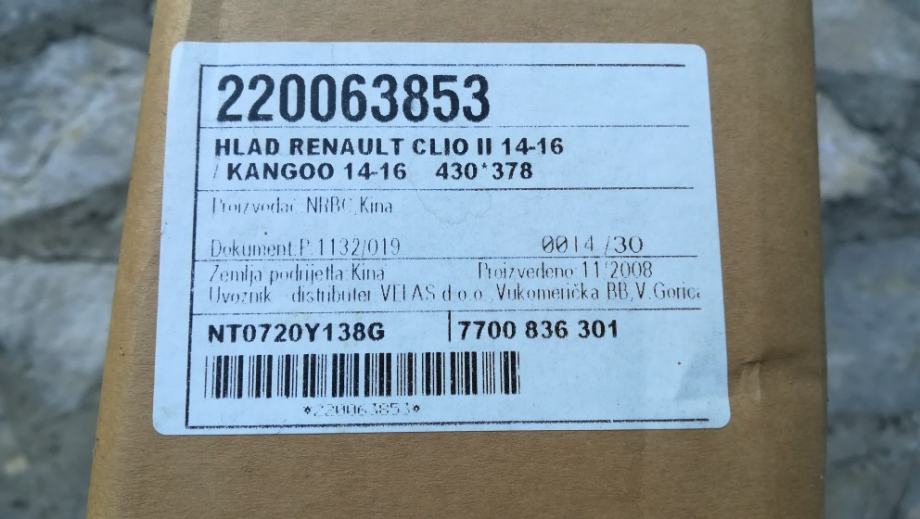 220063853
HLAD RENAULT CLIO II 14-16
/ KANGOO 14-16 430*378
Proizvođač: NRBC, Kina
Dokument: P. 1132/019 0014 /30
Zemlja podrijetla: Kina Proizvedeno: 11/2008
Uvoznik - distributer: VELAS d.o.o., Vukomerička BB, V. Gorica
NT0720Y138G 7700 836 301
*220063853*